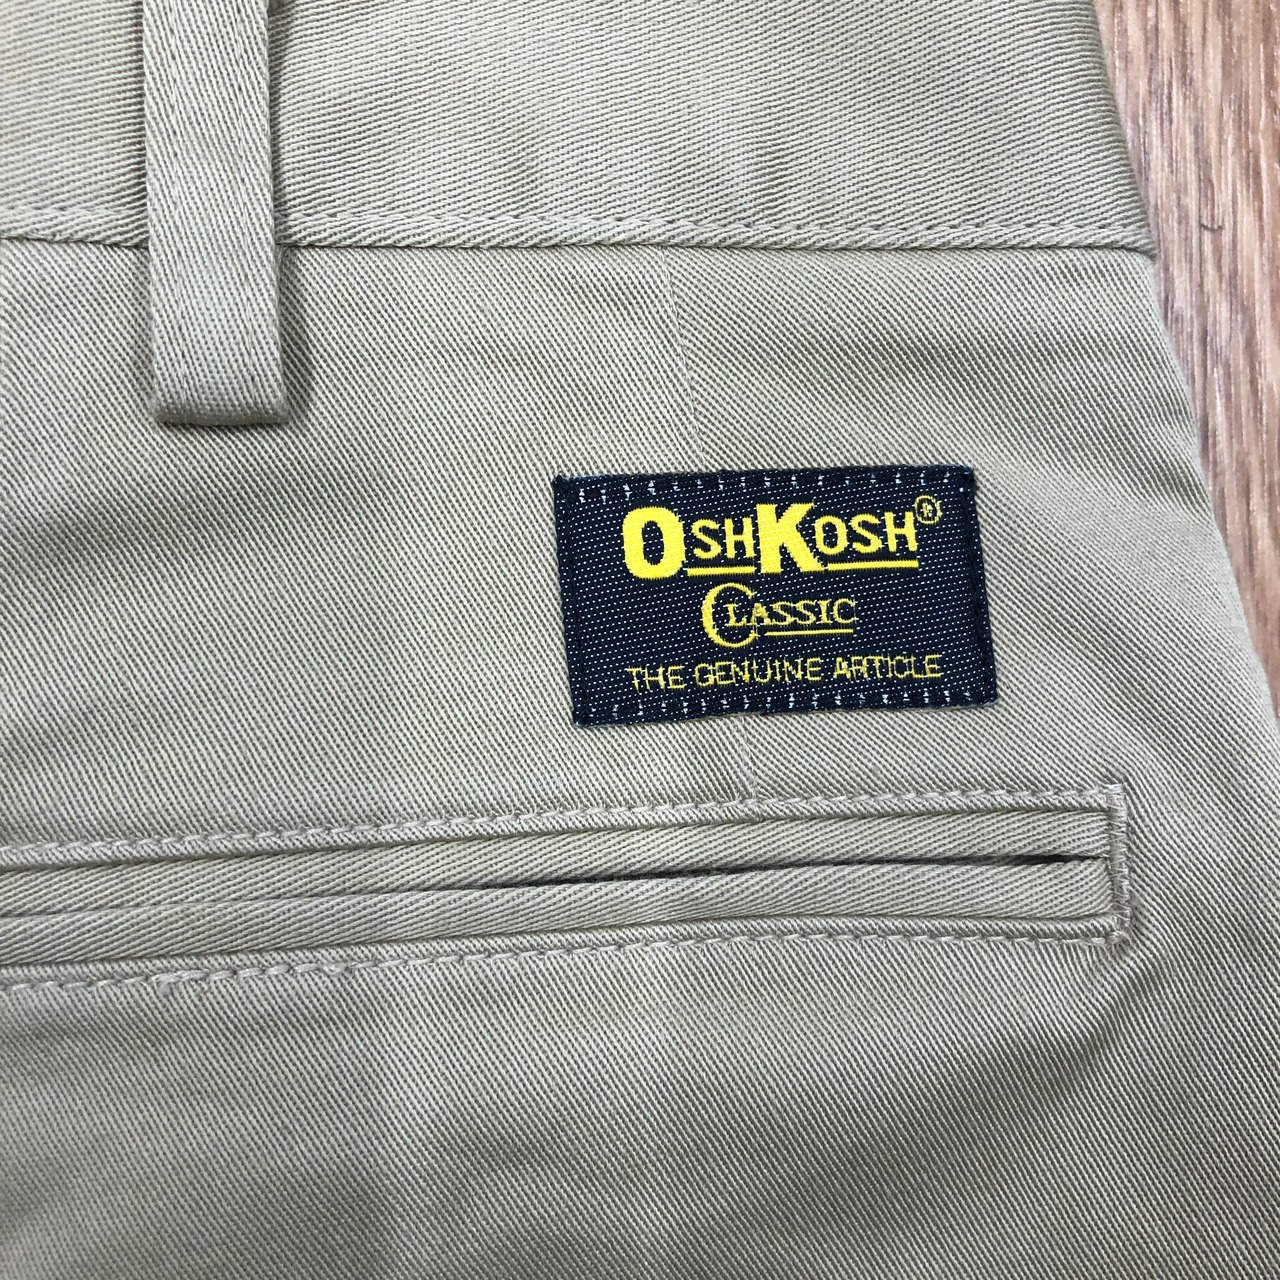 OshKosh®
CLASSIC
THE GENUINE ARTICLE